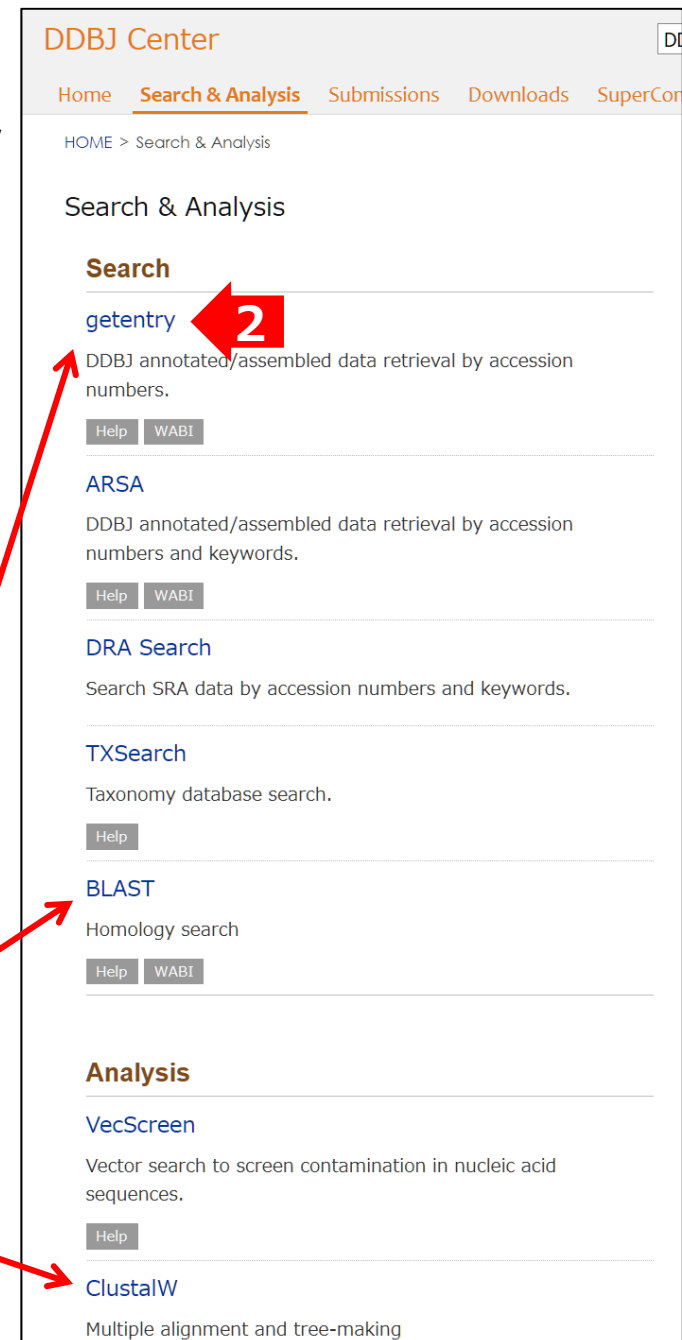 DDBJ Center
Home Search & Analysis Submissions Downloads
HOME > Search & Analysis
Search & Analysis
Search
getentry
2
DDBJ annotated/assembled data retrieval by accession
numbers.
Help WABI
ARSA
DDBJ annotated/assembled data retrieval by accession
numbers and keywords.
Help WABI
DRA Search
Search SRA data by accession numbers and keywords.
TXSearch
Taxonomy database search.
Help
BLAST
Homology search
Help WABI
Analysis
VecScreen
Vector search to screen contamination in nucleic acid
sequences.
Help
ClustalW
Multiple alignment and tree-making